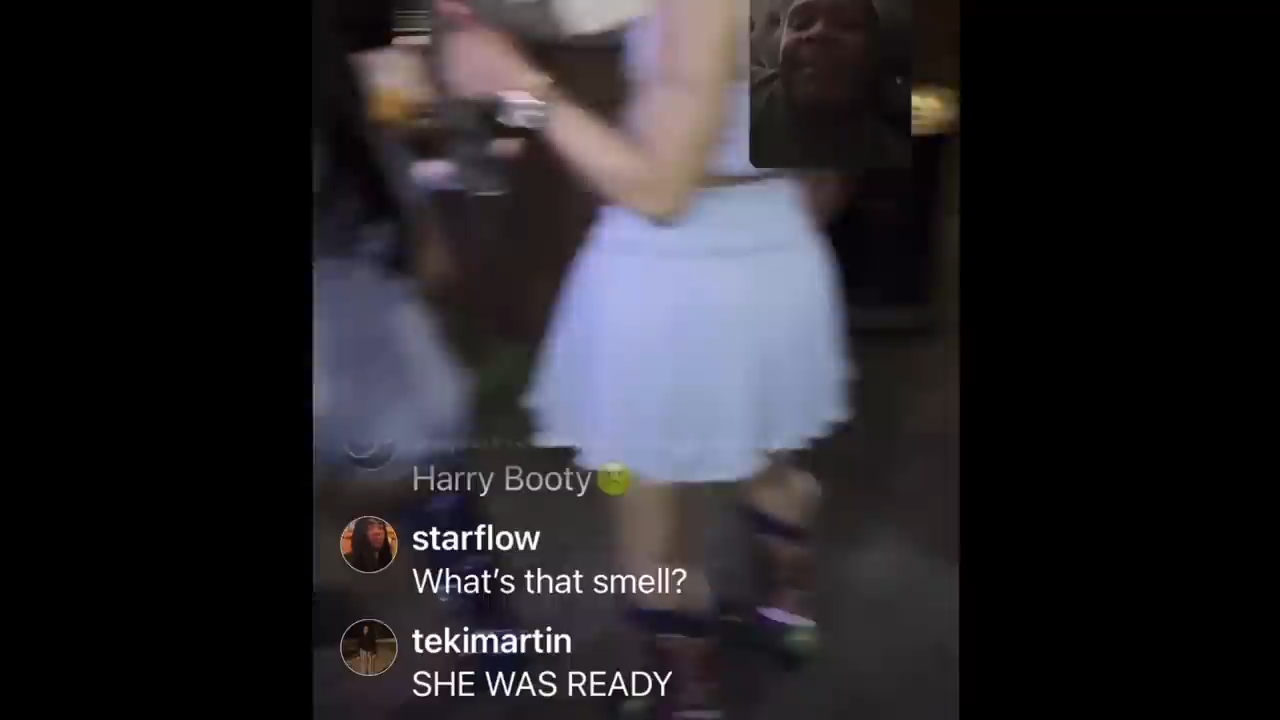 Harry Booty
starflow
What's that smell?
tekimartin
SHE WAS READY